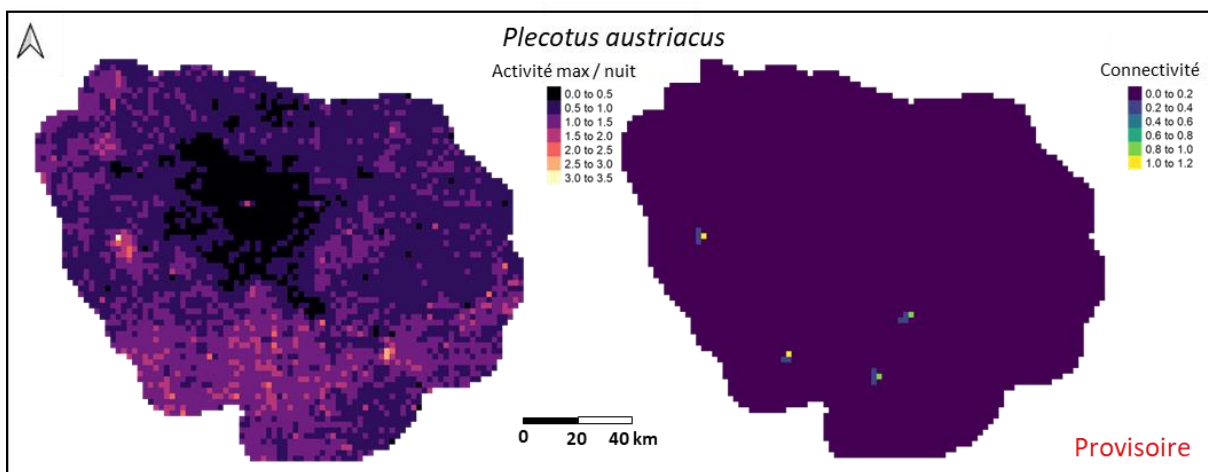 Plecotus austriacus
Activité max / nuit
0.0 to 0.5
0.5 to 1.0
1.0 to 1.5
1.5 to 2.0
2.0 to 2.5
2.5 to 3.0
3.0 to 3.5
Connectivité
0.0 to 0.2
0.2 to 0.4
0.4 to 0.6
0.6 to 0.8
0.8 to 1.0
1.0 to 1.2
0 20 40 km
Provisoire